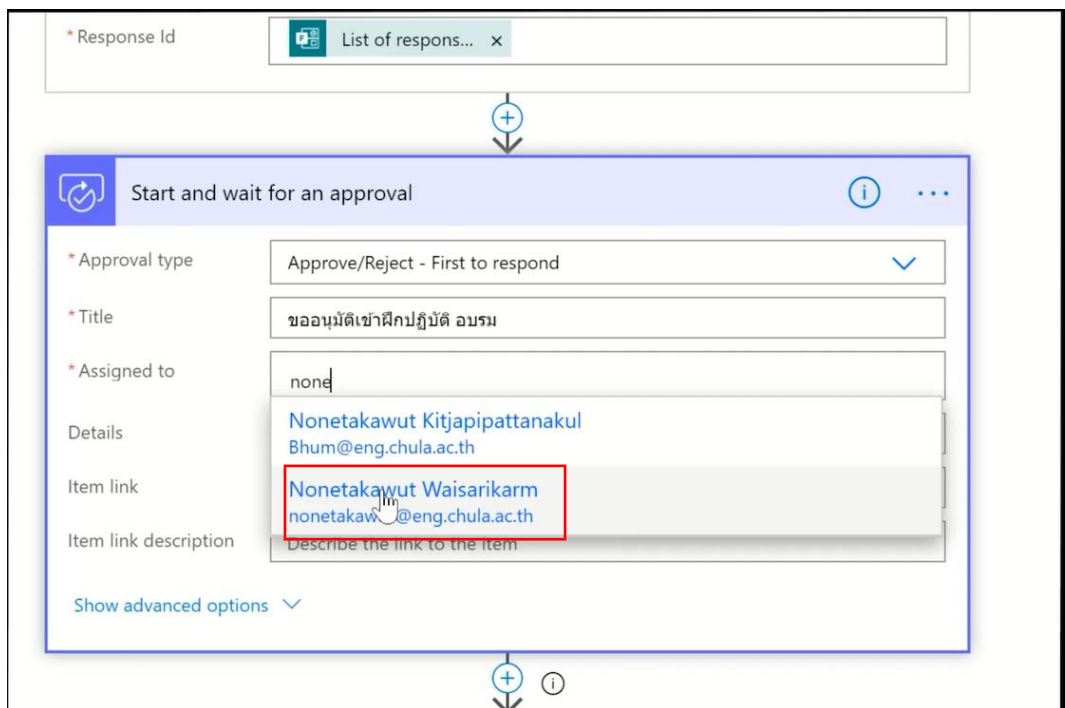 * Response Id
List of respons... ×
Start and wait for an approval
* Approval type
Approve/Reject - First to respond
* Title
ขออนุมัติเข้าฝึกปฏิบัติ อบรม
* Assigned to
none
Details
Nonetakawut Kitjapipattanakul
Bhum@eng.chula.ac.th
Item link
Nonetakawut Waisarikarm
@eng.chula.ac.th
Item link description
Describe the link to the item
Show advanced options